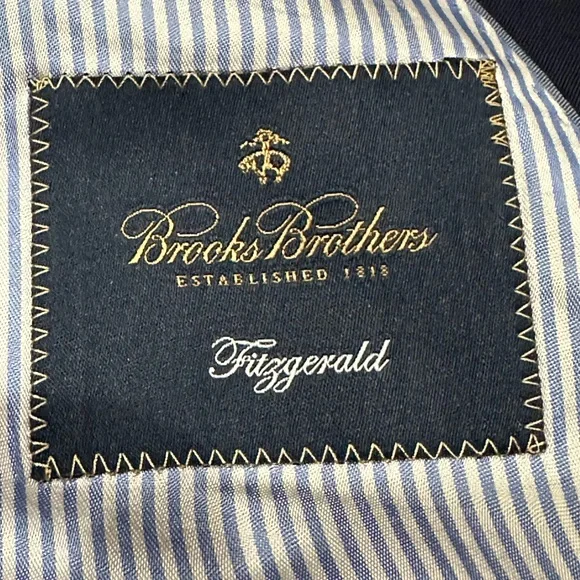 Brooks Brothers
ESTABLISHED 1818
Fitzgerald